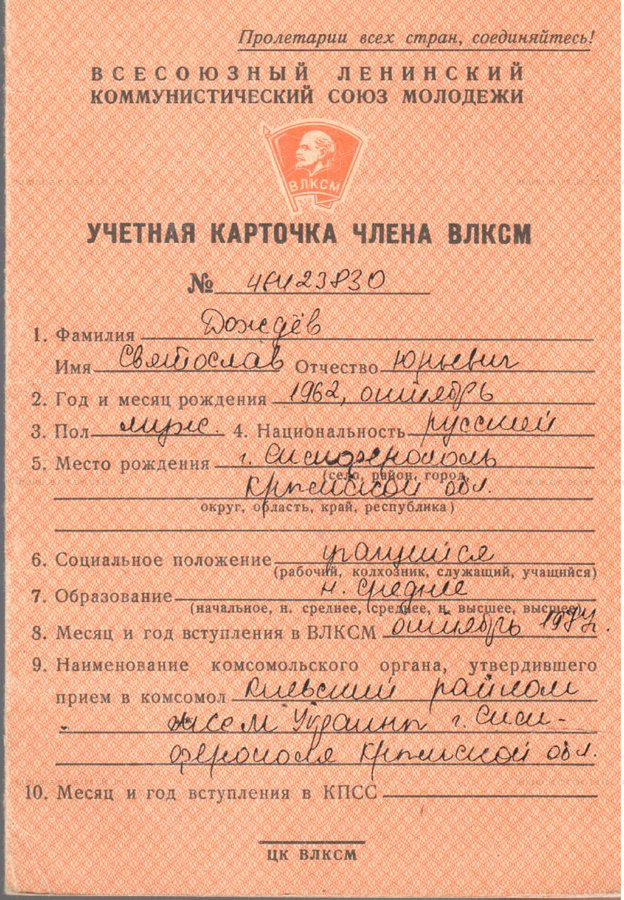 Пролетарии всех стран, соединяйтесь!
ВСЕСОЮЗНЫЙ ЛЕНИНСКИЙ
КОММУНИСТИЧЕСКИЙ СОЮЗ МОЛОДЕЖИ
ВЛКСМ
УЧЕТНАЯ КАРТОЧКА ЧЛЕНА ВЛКСМ
№ 48423830
1. Фамилия Дождёв
Имя Святослав Отчество Юрьевич
2. Год и месяц рождения 1962, октябрь
3. Пол муж. 4. Национальность русский
5. Место рождения г. Симферополь
(село, район, город,
Крымской обл.
округ, область, край, республика)
6. Социальное положение учащийся
(рабочий, колхозник, служащий, учащийся)
7. Образование н. среднее
(начальное, н. среднее, среднее, н. высшее, высшее)
8. Месяц и год вступления в ВЛКСМ октябрь 1977г.
9. Наименование комсомольского органа, утвердившего
прием в комсомол Киевский райком
ЛКСМ Украины г. Сим-
ферополя Крымской обл.
10. Месяц и год вступления в КПСС
ЦК ВЛКСМ